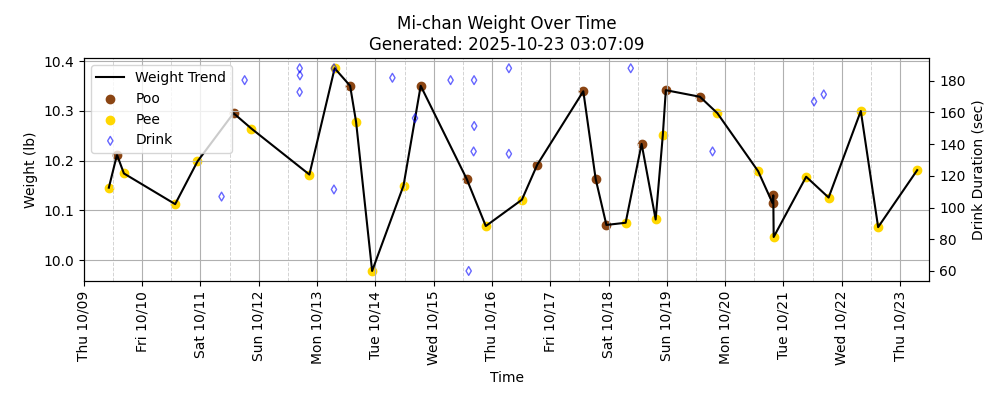 Mi-chan Weight Over Time
Generated: 2025-10-23 03:07:09
Weight Trend
Poo
Pee
Drink
Weight (lb)
10.4
10.3
10.2
10.1
10.0
Drink Duration (sec)
180
160
140
120
100
80
60
Thu 10/09
Fri 10/10
Sat 10/11
Sun 10/12
Mon 10/13
Tue 10/14
Wed 10/15
Thu 10/16
Fri 10/17
Sat 10/18
Sun 10/19
Mon 10/20
Tue 10/21
Wed 10/22
Thu 10/23
Time